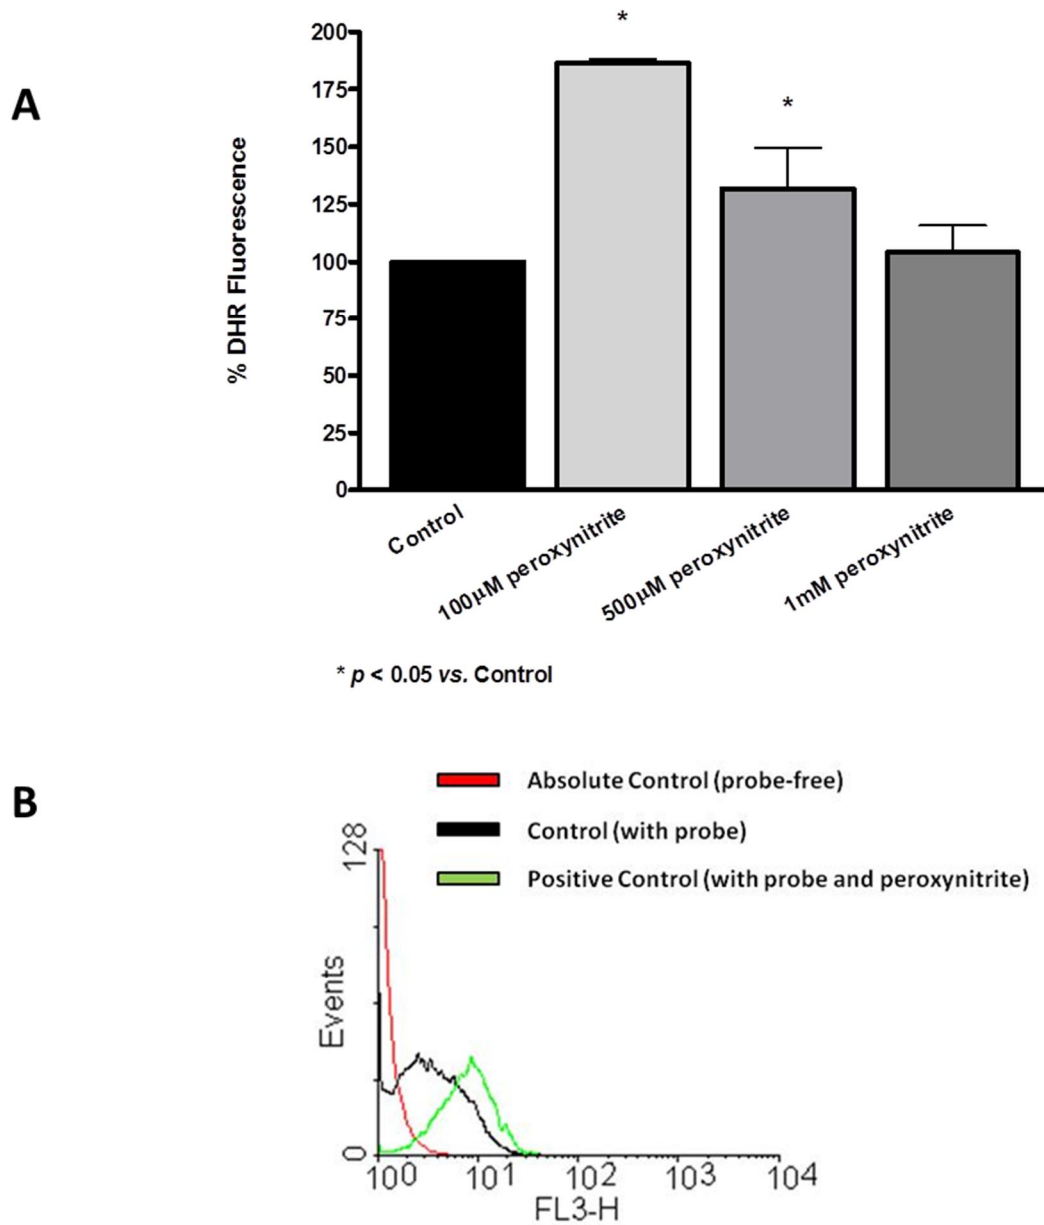 A
*
*
200
175
150
125
100
75
50
25
0
% DHR Fluorescence
Control
100µM peroxynitrite
500µM peroxynitrite
1mM peroxynitrite
* p < 0.05 vs. Control
B
Absolute Control (probe-free)
Control (with probe)
Positive Control (with probe and peroxynitrite)
128
0
Events
100
101
102
103
104
FL3-H